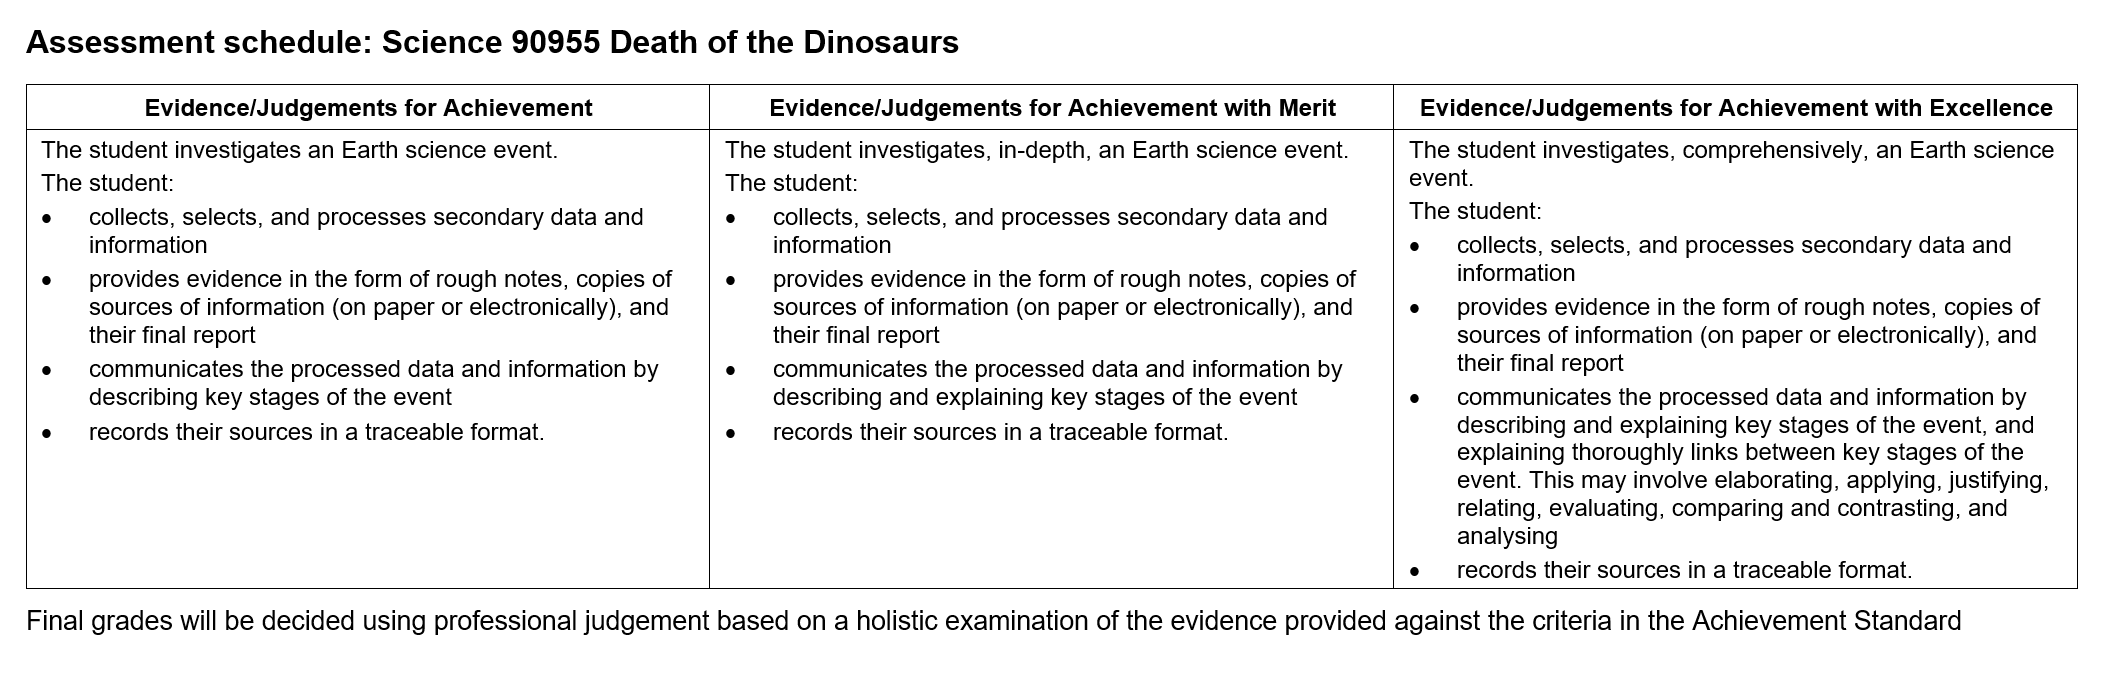 Assessment schedule: Science 90955 Death of the Dinosaurs
Evidence/Judgements for Achievement
The student investigates an Earth science event.
The student:
• collects, selects, and processes secondary data and
information
• provides evidence in the form of rough notes, copies of
sources of information (on paper or electronically), and
their final report
• communicates the processed data and information by
describing key stages of the event
• records their sources in a traceable format.
Evidence/Judgements for Achievement with Merit
The student investigates, in-depth, an Earth science event.
The student:
• collects, selects, and processes secondary data and
information
• provides evidence in the form of rough notes, copies of
sources of information (on paper or electronically), and
their final report
• communicates the processed data and information by
describing and explaining key stages of the event
• records their sources in a traceable format.
Evidence/Judgements for Achievement with Excellence
The student investigates, comprehensively, an Earth science
event.
The student:
• collects, selects, and processes secondary data and
information
• provides evidence in the form of rough notes, copies of
sources of information (on paper or electronically), and
their final report
• communicates the processed data and information by
describing and explaining key stages of the event, and
explaining thoroughly links between key stages of the
event. This may involve elaborating, applying, justifying,
relating, evaluating, comparing and contrasting, and
analysing
• records their sources in a traceable format.
Final grades will be decided using professional judgement based on a holistic examination of the evidence provided against the criteria in the Achievement Standard